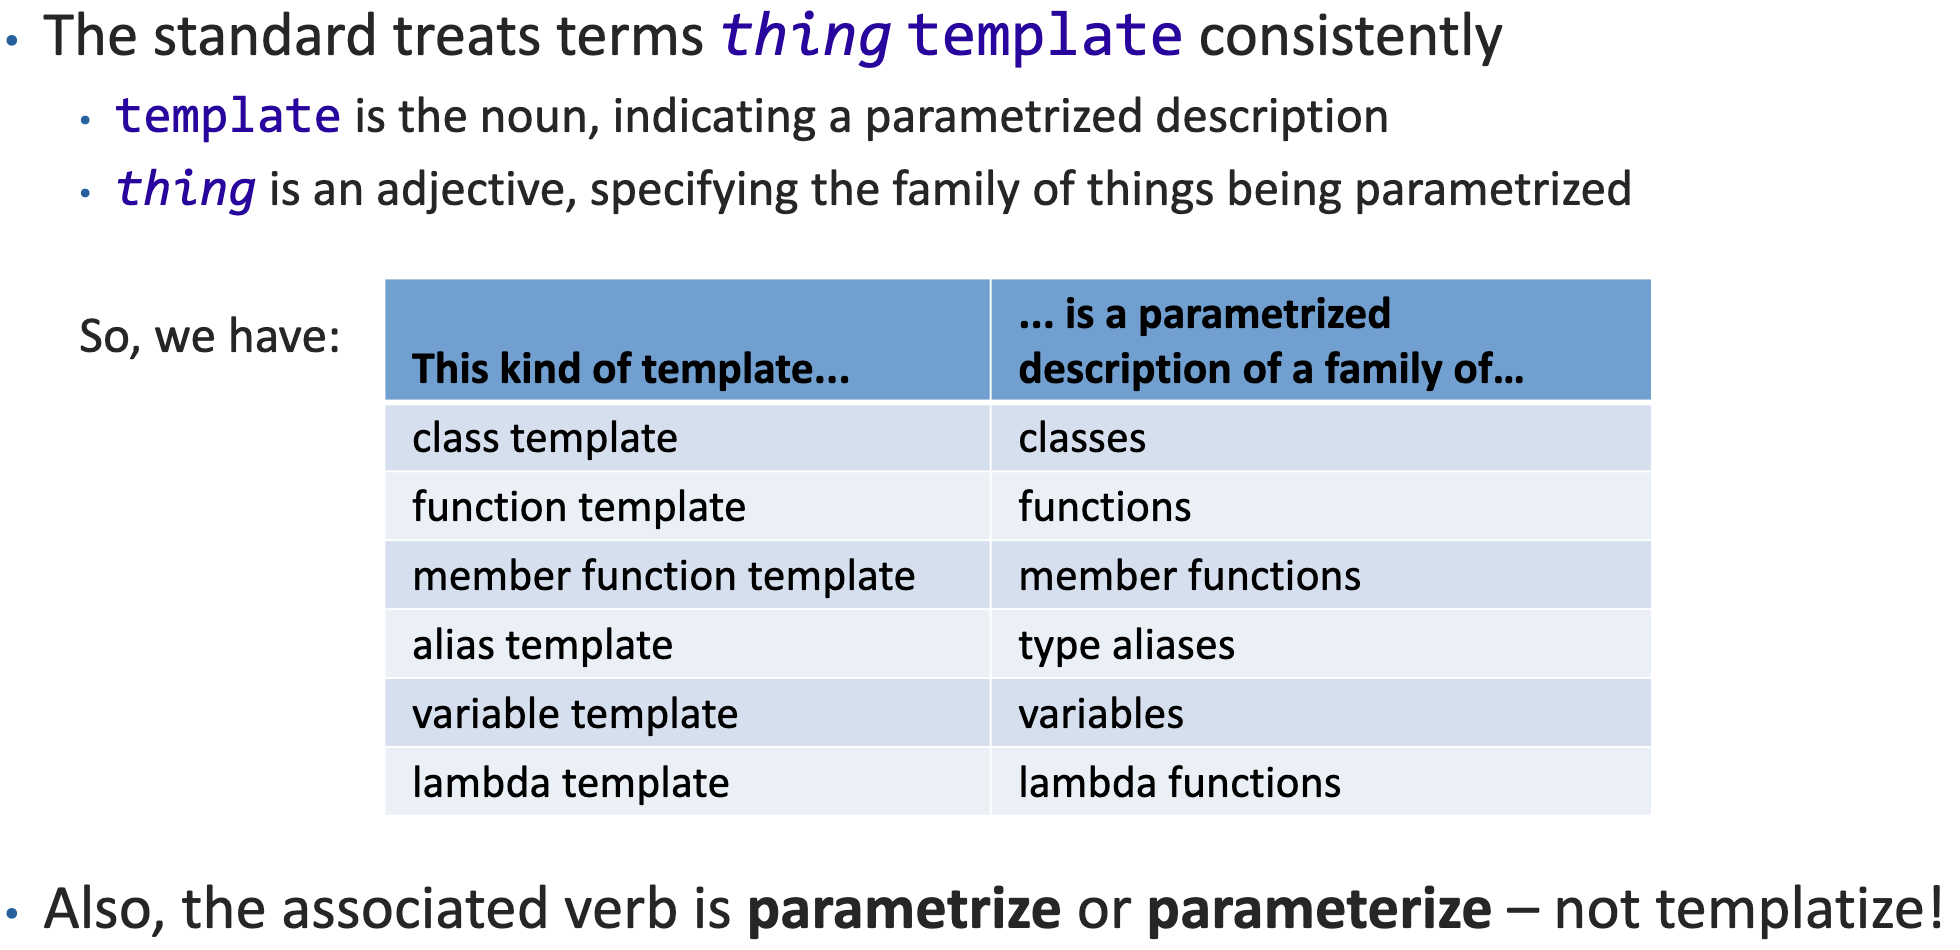 • The standard treats terms thing template consistently
• template is the noun, indicating a parametrized description
• thing is an adjective, specifying the family of things being parametrized
So, we have:
This kind of template...
... is a parametrized
description of a family of...
class template
classes
function template
functions
member function template
member functions
alias template
type aliases
variable template
variables
lambda template
lambda functions
• Also, the associated verb is parametrize or parameterize – not templatize!